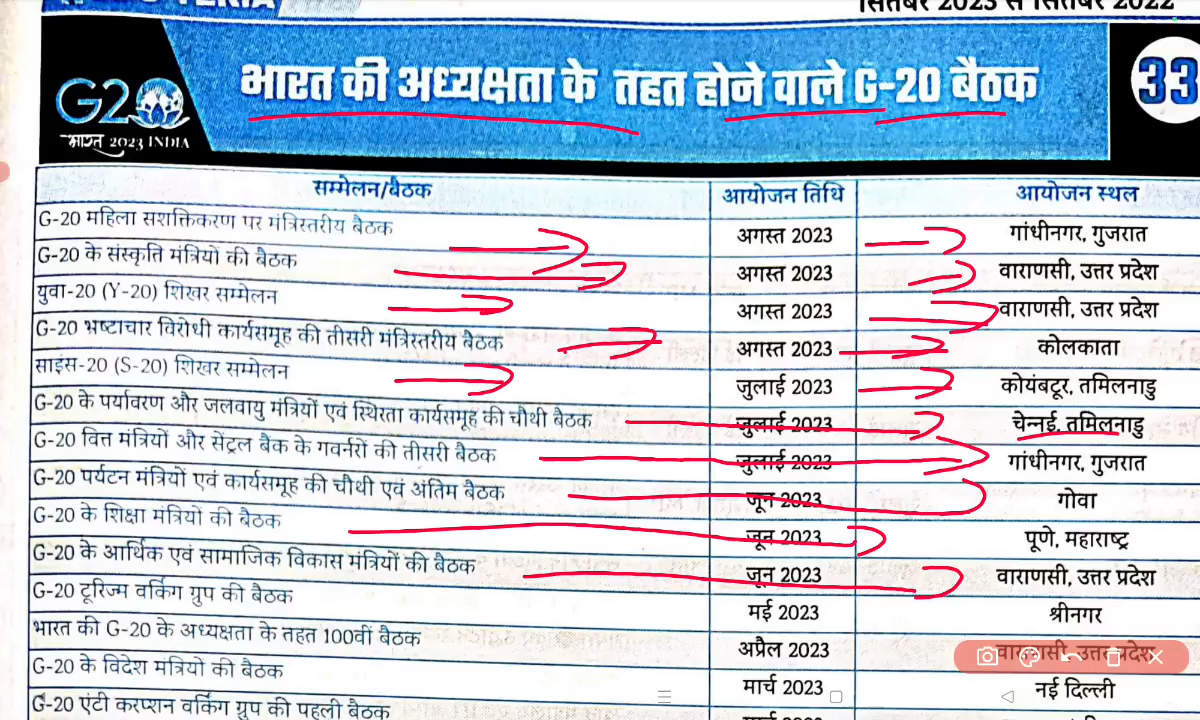 सितंबर 2023 से सितंबर 2022
G20
भारत 2023 INDIA
भारत की अध्यक्षता के तहत होने वाले G-20 बैठक
33
सम्मेलन/बैठक आयोजन तिथि आयोजन स्थल
G-20 महिला सशक्तिकरण पर मंत्रिस्तरीय बैठक अगस्त 2023 गांधीनगर, गुजरात
G-20 के संस्कृति मंत्रियों की बैठक अगस्त 2023 वाराणसी, उत्तर प्रदेश
युवा-20 (Y-20) शिखर सम्मेलन अगस्त 2023 वाराणसी, उत्तर प्रदेश
G-20 भष्टाचार विरोधी कार्यसमूह की तीसरी मंत्रिस्तरीय बैठक अगस्त 2023 कोलकाता
साइंस-20 (S-20) शिखर सम्मेलन जुलाई 2023 कोयंबटूर, तमिलनाडु
G-20 के पर्यावरण और जलवायु मंत्रियों एवं स्थिरता कार्यसमूह की चौथी बैठक जुलाई 2023 चेन्नई, तमिलनाडु
G-20 वित्त मंत्रियों और सेंट्रल बैक के गवर्नरों की तीसरी बैठक जुलाई 2023 गांधीनगर, गुजरात
G-20 पर्यटन मंत्रियों एवं कार्यसमूह की चौथी एवं अंतिम बैठक जून 2023 गोवा
G-20 के शिक्षा मंत्रियों की बैठक जून 2023 पूणे, महाराष्ट्र
G-20 के आर्थिक एवं सामाजिक विकास मंत्रियों की बैठक जून 2023 वाराणसी, उत्तर प्रदेश
G-20 टूरिज्म वर्किंग ग्रुप की बैठक मई 2023 श्रीनगर
भारत की G-20 के अध्यक्षता के तहत 100वीं बैठक अप्रैल 2023 वाराणसी, उत्तर प्रदेश
G-20 के विदेश मंत्रियों की बैठक मार्च 2023 नई दिल्ली
G-20 एंटी करप्शन वर्किंग ग्रुप की पहली बैठक